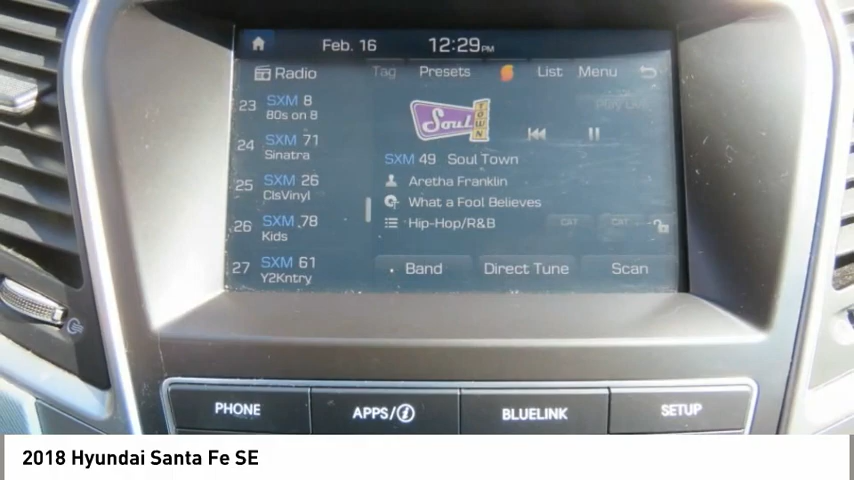 Feb. 16 12:29PM
Radio Tag Presets List Menu
23 SXM 8
80s on 8
24 SXM 71
Sinatra
25 SXM 26
ClsVinyl
26 SXM 78
Kids
27 SXM 61
Y2Kntry
Soul TOWN
SXM 49 Soul Town
Aretha Franklin
What a Fool Believes
Hip-Hop/R&B CAT CAT
Band Direct Tune Scan
PHONE APPS/i BLUELINK SETUP
2018 Hyundai Santa Fe SE